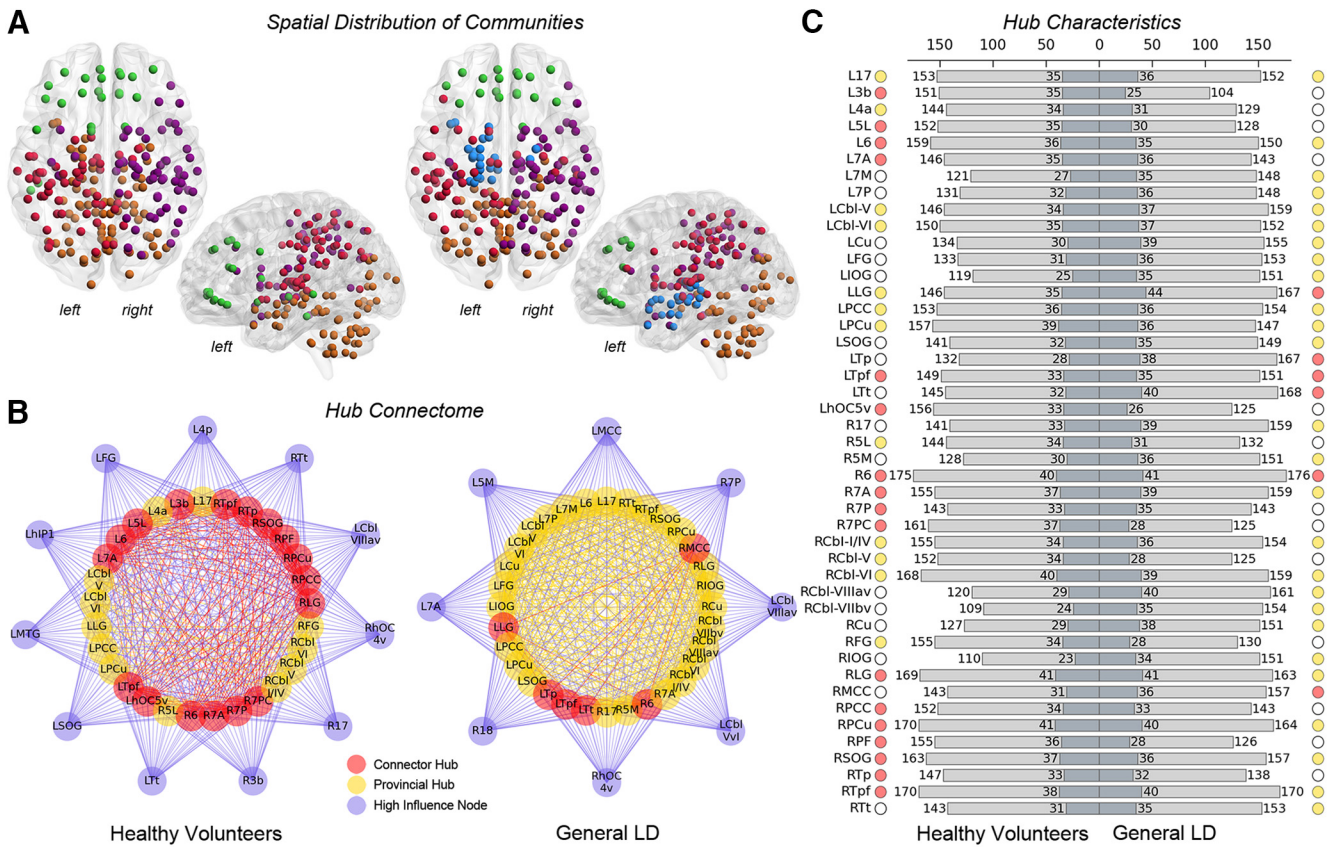 A
Spatial Distribution of Communities
left
right
left
left
right
left
B
Hub Connectome
L4p
LFG
RTt
LhIP1
LCbl
VIIIav
LMTG
RhOC
4v
LSOG
R17
LTt
R3b
L17
RTpf
RTp
RSOG
RPF
RPCu
RPCC
RLG
RFG
RCbl
VI
RCbl
V
RCbl
I/IV
R7PC
R7P
R7A
R6
R5L
LhOC5v
LTpf
LPCu
LPCC
LLG
LCbl
VI
LCbl
V
L7A
L6
L5L
L4a
L3b
Healthy Volunteers
Connector Hub
Provincial Hub
High Influence Node
LMCC
L5M
R7P
L7A
LCbl
VIIav
R18
LCbl
VvI
RhOC
4v
L17
RTt
RTpf
RSOG
RPCu
RMCC
RLG
RIOG
RCu
RCbl
VIIbv
RCbl
VIIIav
RCbl
VI
RCbl
I/IV
R7A
R6
R5M
R17
LTt
LTpf
LTp
LSOG
LPCu
LPCC
LLG
LIOG
LFG
LCu
LCbl
VI
LCbl
V
L7P
L7M
L6
General LD
C
Hub Characteristics
150 100 50 0 50 100 150
L17 153 35 36 152
L3b 151 35 25 104
L4a 144 34 31 129
L5L 152 35 30 128
L6 159 36 35 150
L7A 146 35 36 143
L7M 121 27 35 148
L7P 131 32 36 148
LCbl-V 146 34 37 159
LCbl-VI 150 35 37 152
LCu 134 30 39 155
LFG 133 31 36 153
LIOG 119 25 35 151
LLG 146 35 44 167
LPCC 153 36 36 154
LPCu 157 39 36 147
LSOG 141 32 35 149
LTp 132 28 38 167
LTpf 149 33 35 151
LTt 145 32 40 168
LhOC5v 156 33 26 125
R17 141 33 39 159
R5L 144 34 31 132
R5M 128 30 36 151
R6 175 40 41 176
R7A 155 37 39 159
R7P 143 33 35 143
R7PC 161 37 28 125
RCbl-I/IV 155 34 36 154
RCbl-V 152 34 28 125
RCbl-VI 168 40 39 159
RCbl-VIIIav 120 29 40 161
RCbl-VIIbv 109 24 35 154
RCu 127 29 38 151
RFG 155 34 28 130
RIOG 110 23 34 151
RLG 169 41 41 163
RMCC 143 31 36 157
RPCC 152 34 33 143
RPCu 170 41 40 164
RPF 155 36 28 126
RSOG 163 37 36 157
RTp 147 33 32 138
RTpf 170 38 40 170
RTt 143 31 35 153
Healthy Volunteers
General LD